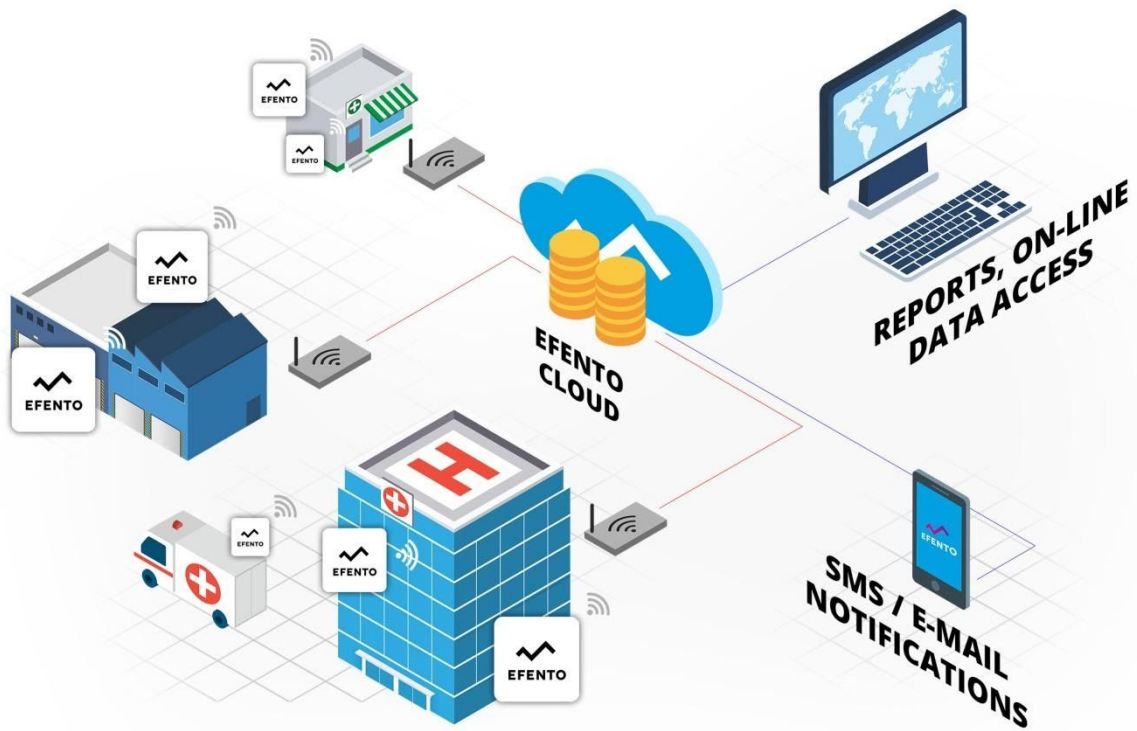 EFENTO
EFENTO
EFENTO
EFENTO
EFENTO
EFENTO
EFENTO
H
EFENTO
CLOUD
REPORTS, ON-LINE
DATA ACCESS
EFENTO
SMS / E-MAIL
NOTIFICATIONS